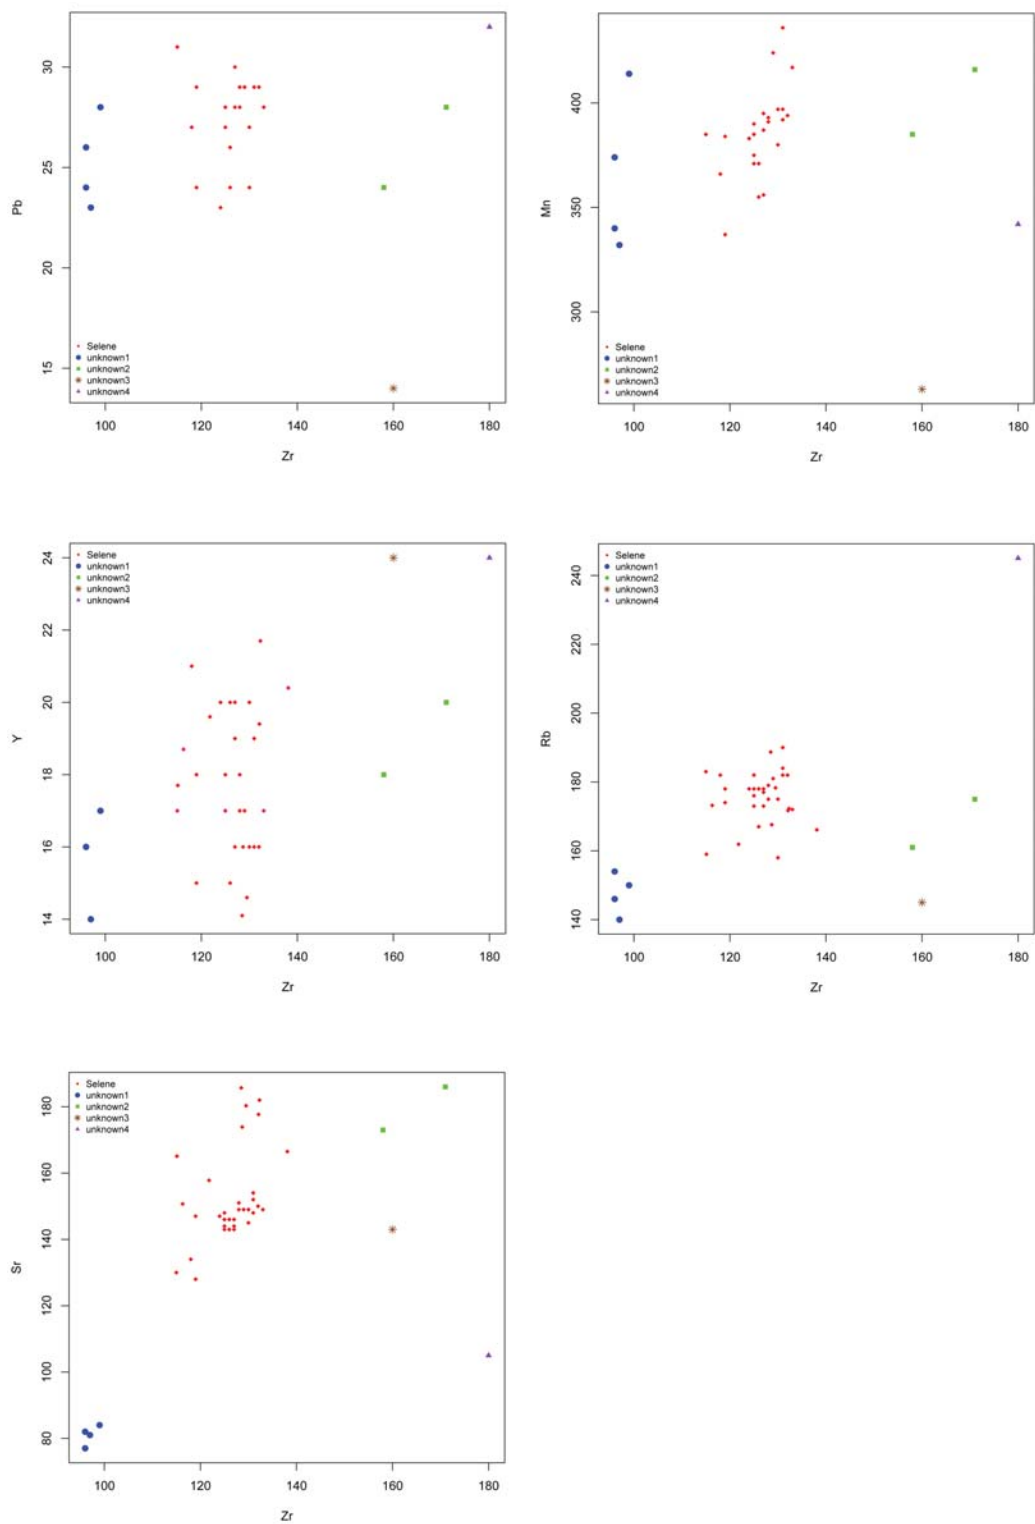 Pb
30
25
20
15
Selene
unknown1
unknown2
unknown3
unknown4
100 120 140 160 180
Zr
Mn
400
350
300
Selene
unknown1
unknown2
unknown3
unknown4
100 120 140 160 180
Zr
Y
24
22
20
18
16
14
Selene
unknown1
unknown2
unknown3
unknown4
100 120 140 160 180
Zr
Rb
240
220
200
180
160
140
Selene
unknown1
unknown2
unknown3
unknown4
100 120 140 160 180
Zr
Sr
180
160
140
120
100
80
Selene
unknown1
unknown2
unknown3
unknown4
100 120 140 160 180
Zr